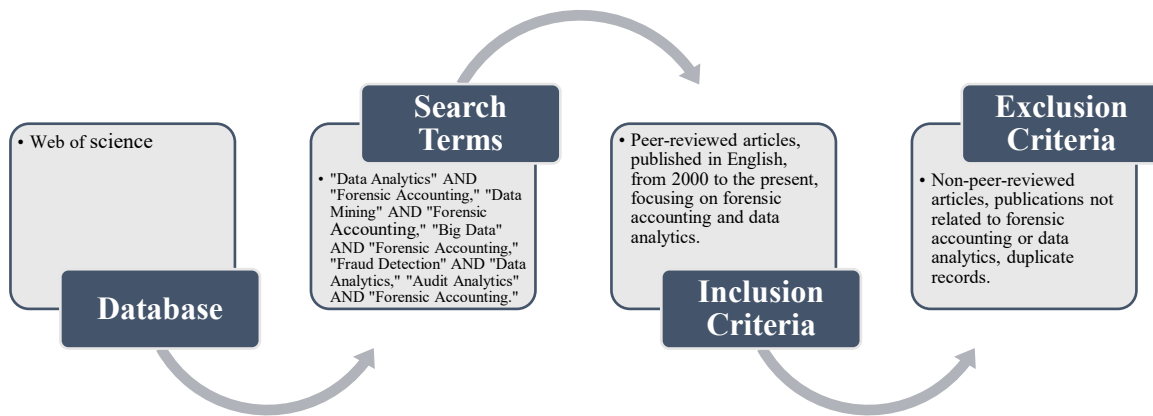 • Web of science
Database
Search
Terms
• "Data Analytics" AND
"Forensic Accounting," "Data
Mining" AND "Forensic
Accounting," "Big Data"
AND "Forensic Accounting,"
"Fraud Detection" AND "Data
Analytics," "Audit Analytics"
AND "Forensic Accounting."
• Peer-reviewed articles,
published in English,
from 2000 to the present,
focusing on forensic
accounting and data
analytics.
Inclusion
Criteria
Exclusion
Criteria
• Non-peer-reviewed
articles, publications not
related to forensic
accounting or data
analytics, duplicate
records.